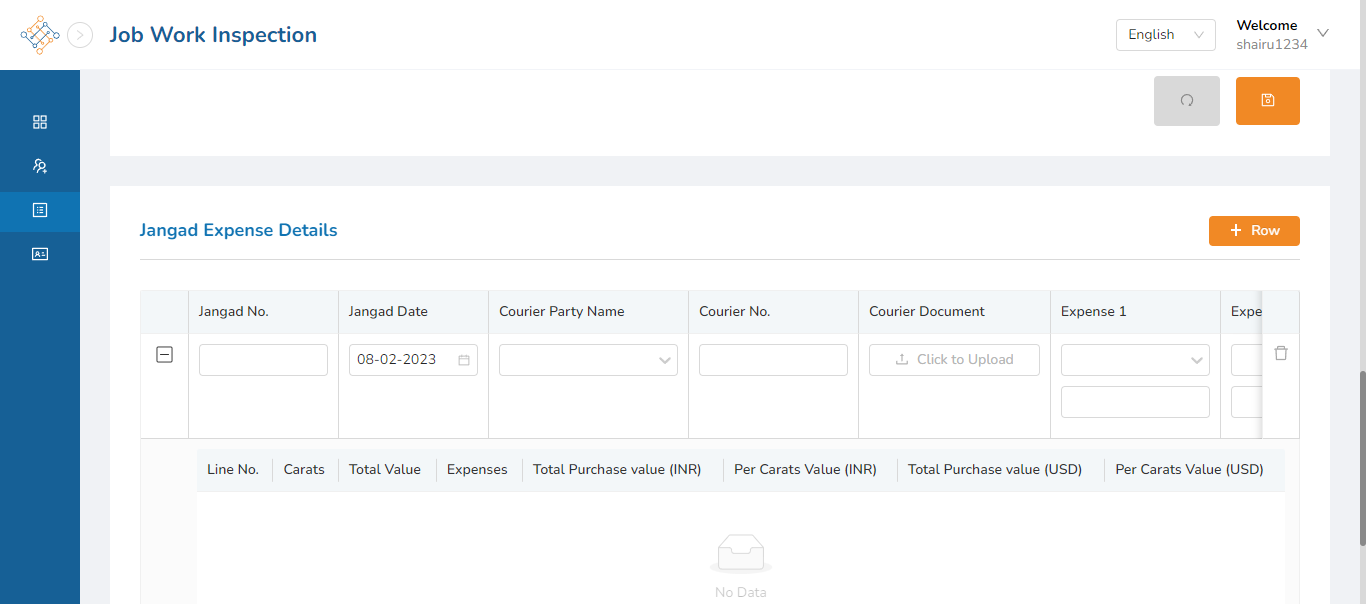 Job Work Inspection
English
Welcome
shairu1234
Jangad Expense Details
+ Row
Jangad No. Jangad Date Courier Party Name Courier No. Courier Document Expense 1 Expe
08-02-2023 Click to Upload
Line No. Carats Total Value Expenses Total Purchase value (INR) Per Carats Value (INR) Total Purchase value (USD) Per Carats Value (USD)
No Data